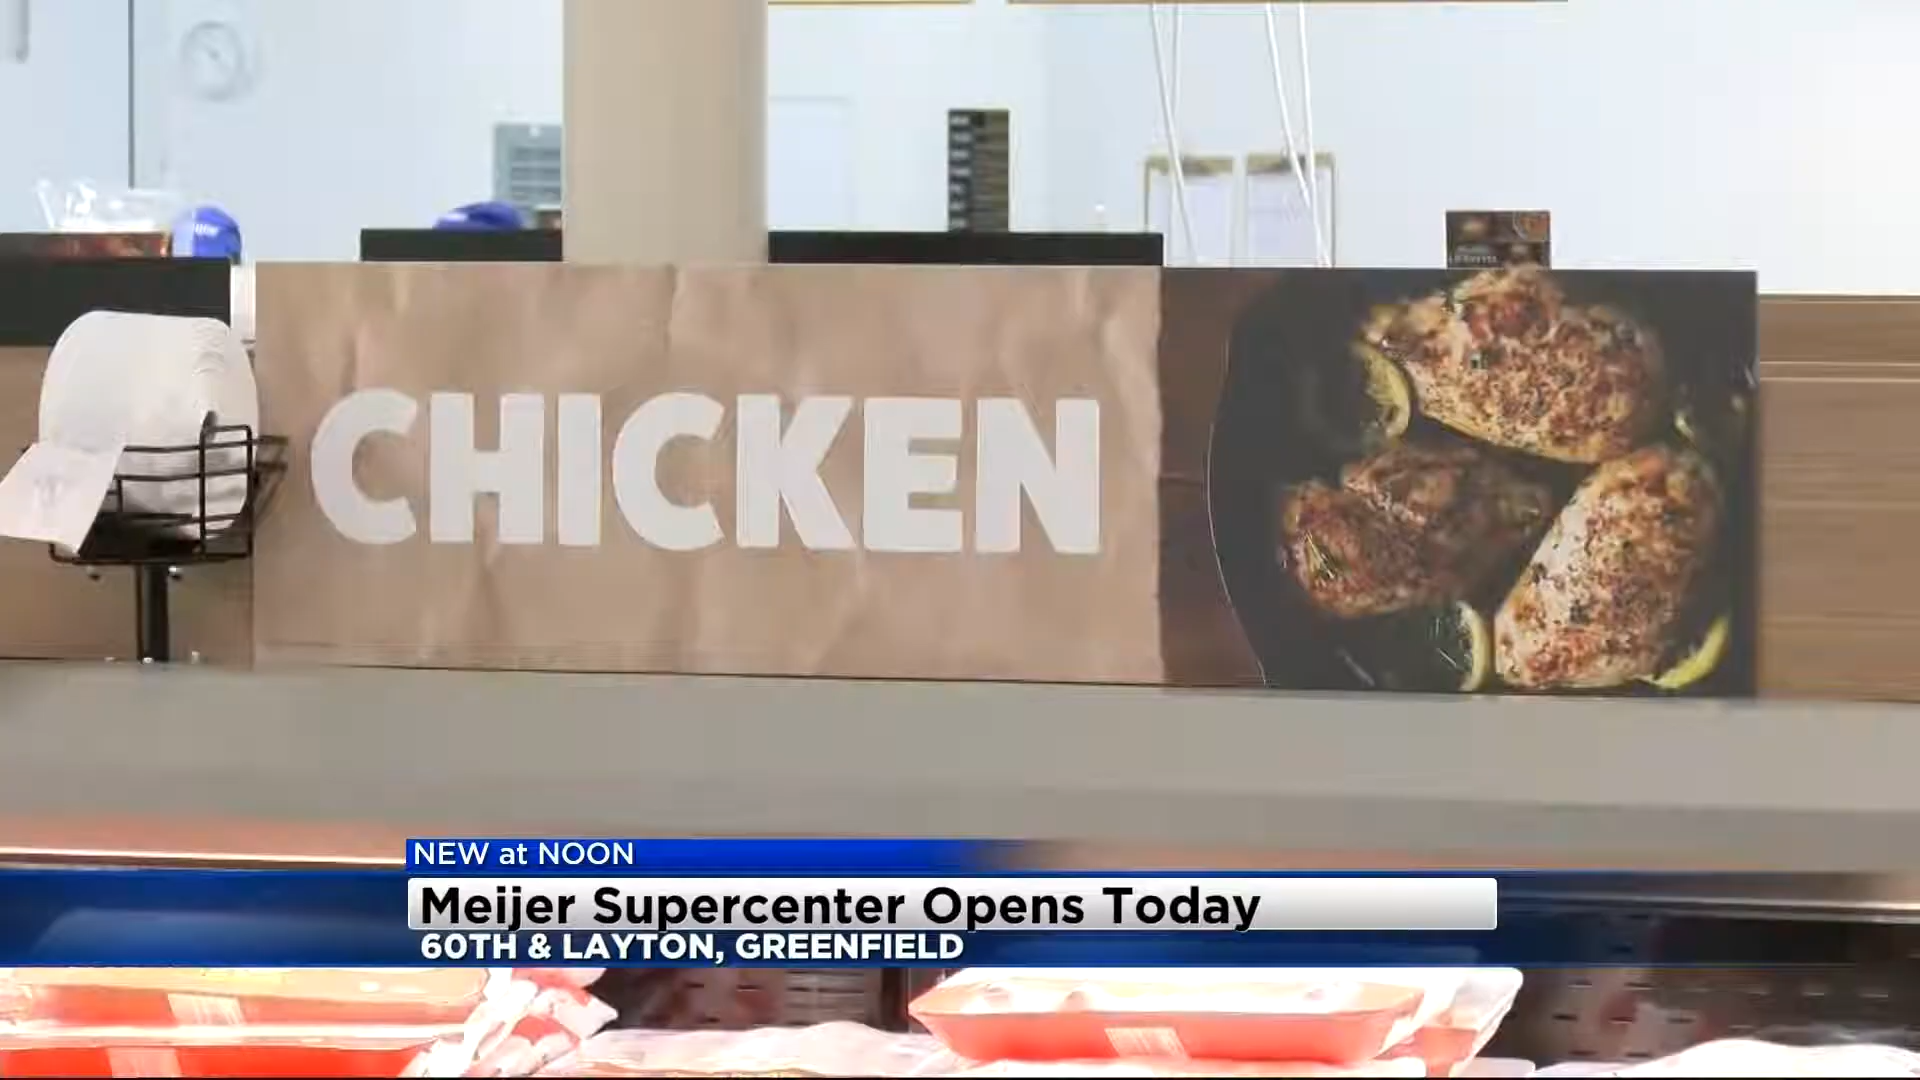 CHICKEN
NEW at NOON
Meijer Supercenter Opens Today
60TH & LAYTON, GREENFIELD